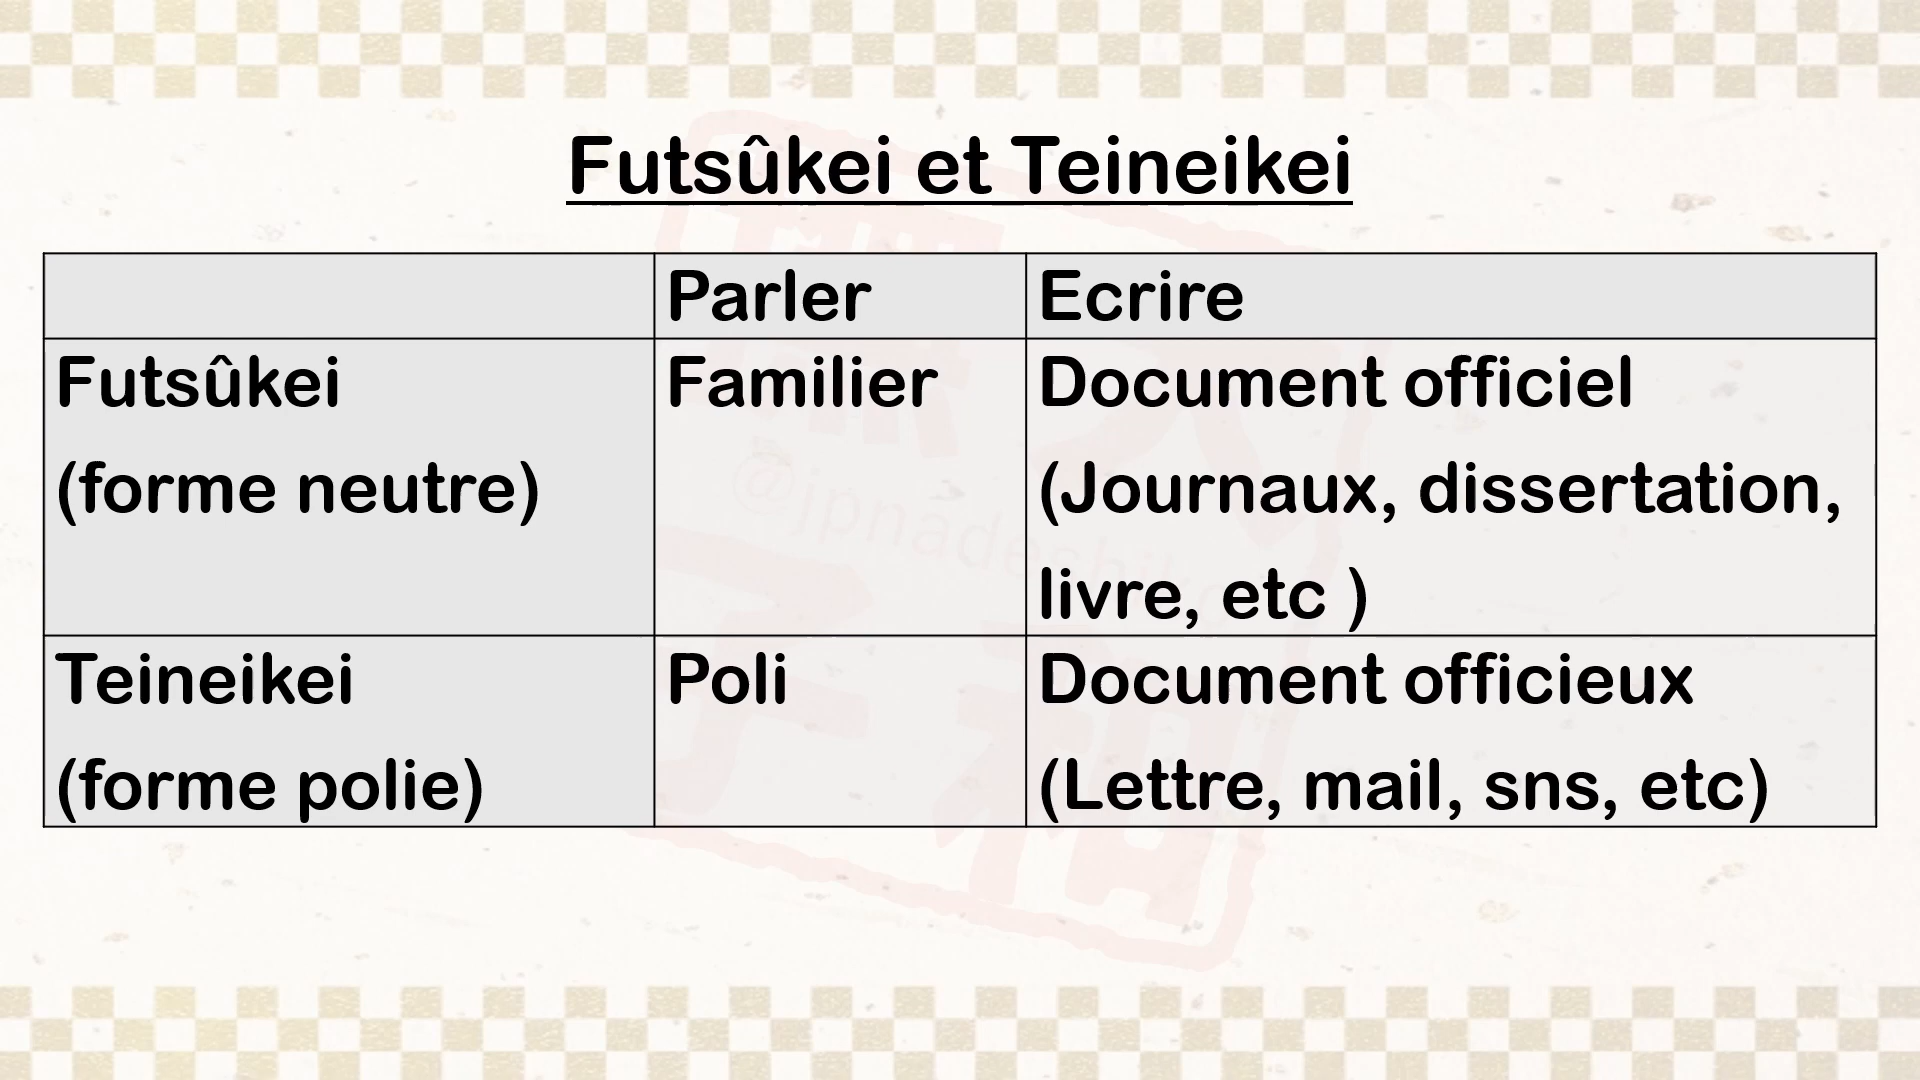 Futsûkei et Teineikei
Parler
Ecrire
Futsûkei
(forme neutre)
Familier
Document officiel
(Journaux, dissertation,
livre, etc )
Teineikei
(forme polie)
Poli
Document officieux
(Lettre, mail, sns, etc)